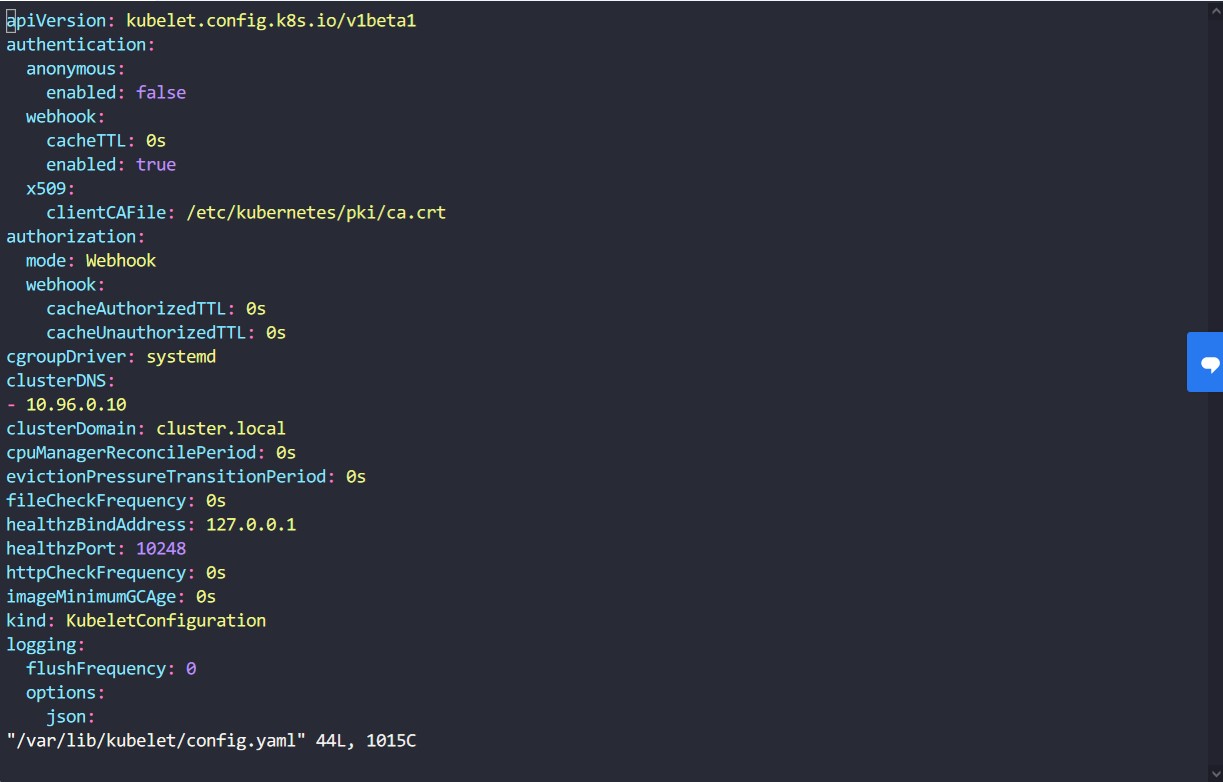 apiVersion: kubelet.config.k8s.io/v1beta1
authentication:
  anonymous:
    enabled: false
  webhook:
    cacheTTL: 0s
    enabled: true
  x509:
    clientCAFile: /etc/kubernetes/pki/ca.crt
authorization:
  mode: Webhook
  webhook:
    cacheAuthorizedTTL: 0s
    cacheUnauthorizedTTL: 0s
cgroupDriver: systemd
clusterDNS:
- 10.96.0.10
clusterDomain: cluster.local
cpuManagerReconcilePeriod: 0s
evictionPressureTransitionPeriod: 0s
fileCheckFrequency: 0s
healthzBindAddress: 127.0.0.1
healthzPort: 10248
httpCheckFrequency: 0s
imageMinimumGCAge: 0s
kind: KubeletConfiguration
logging:
  flushFrequency: 0
  options:
    json:
"/var/lib/kubelet/config.yaml" 44L, 1015C